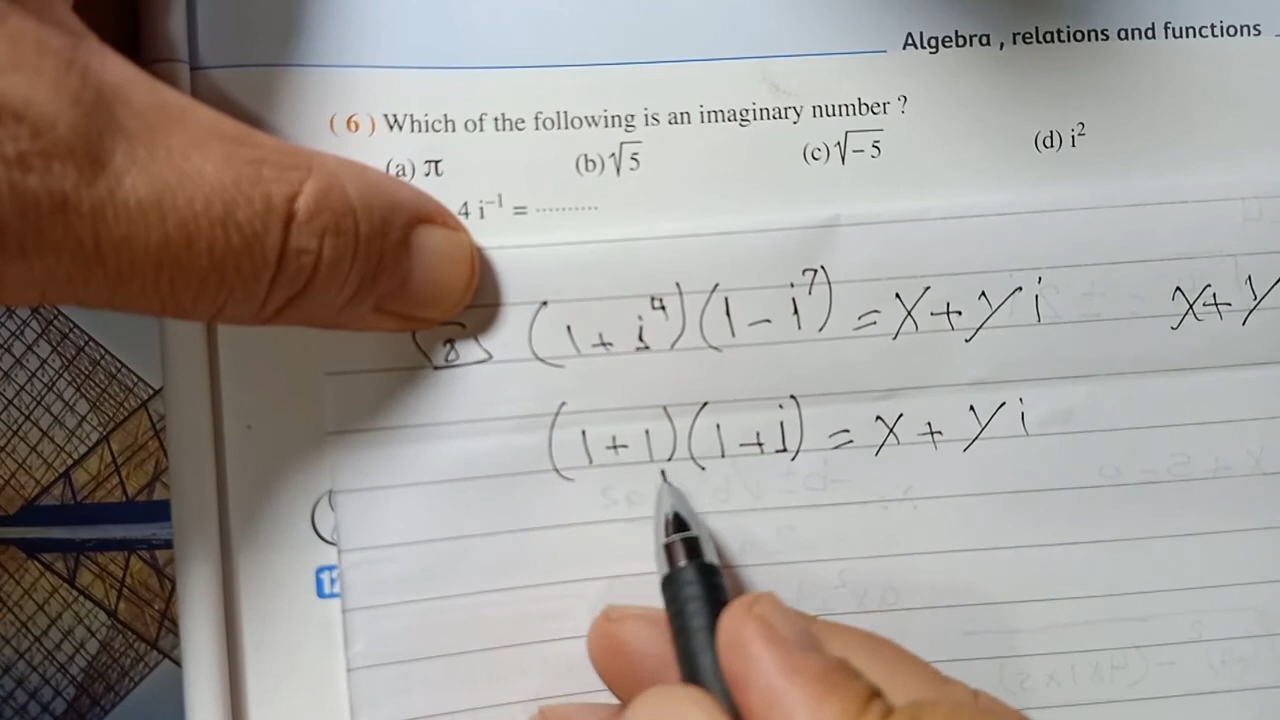 Algebra , relations and functions
( 6 ) Which of the following is an imaginary number ?
(a) π (b) √5 (c) √-5 (d) i²
4 i⁻¹ = ..........
(8) (1 + i⁴)(1 - i⁷) = x + y i x + y
(1 + 1)(1 + i) = x + y i
12